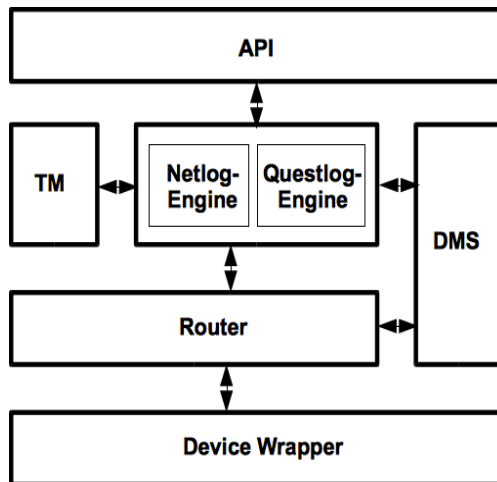 API
TM
Netlog-
Engine
Questlog-
Engine
DMS
Router
Device Wrapper